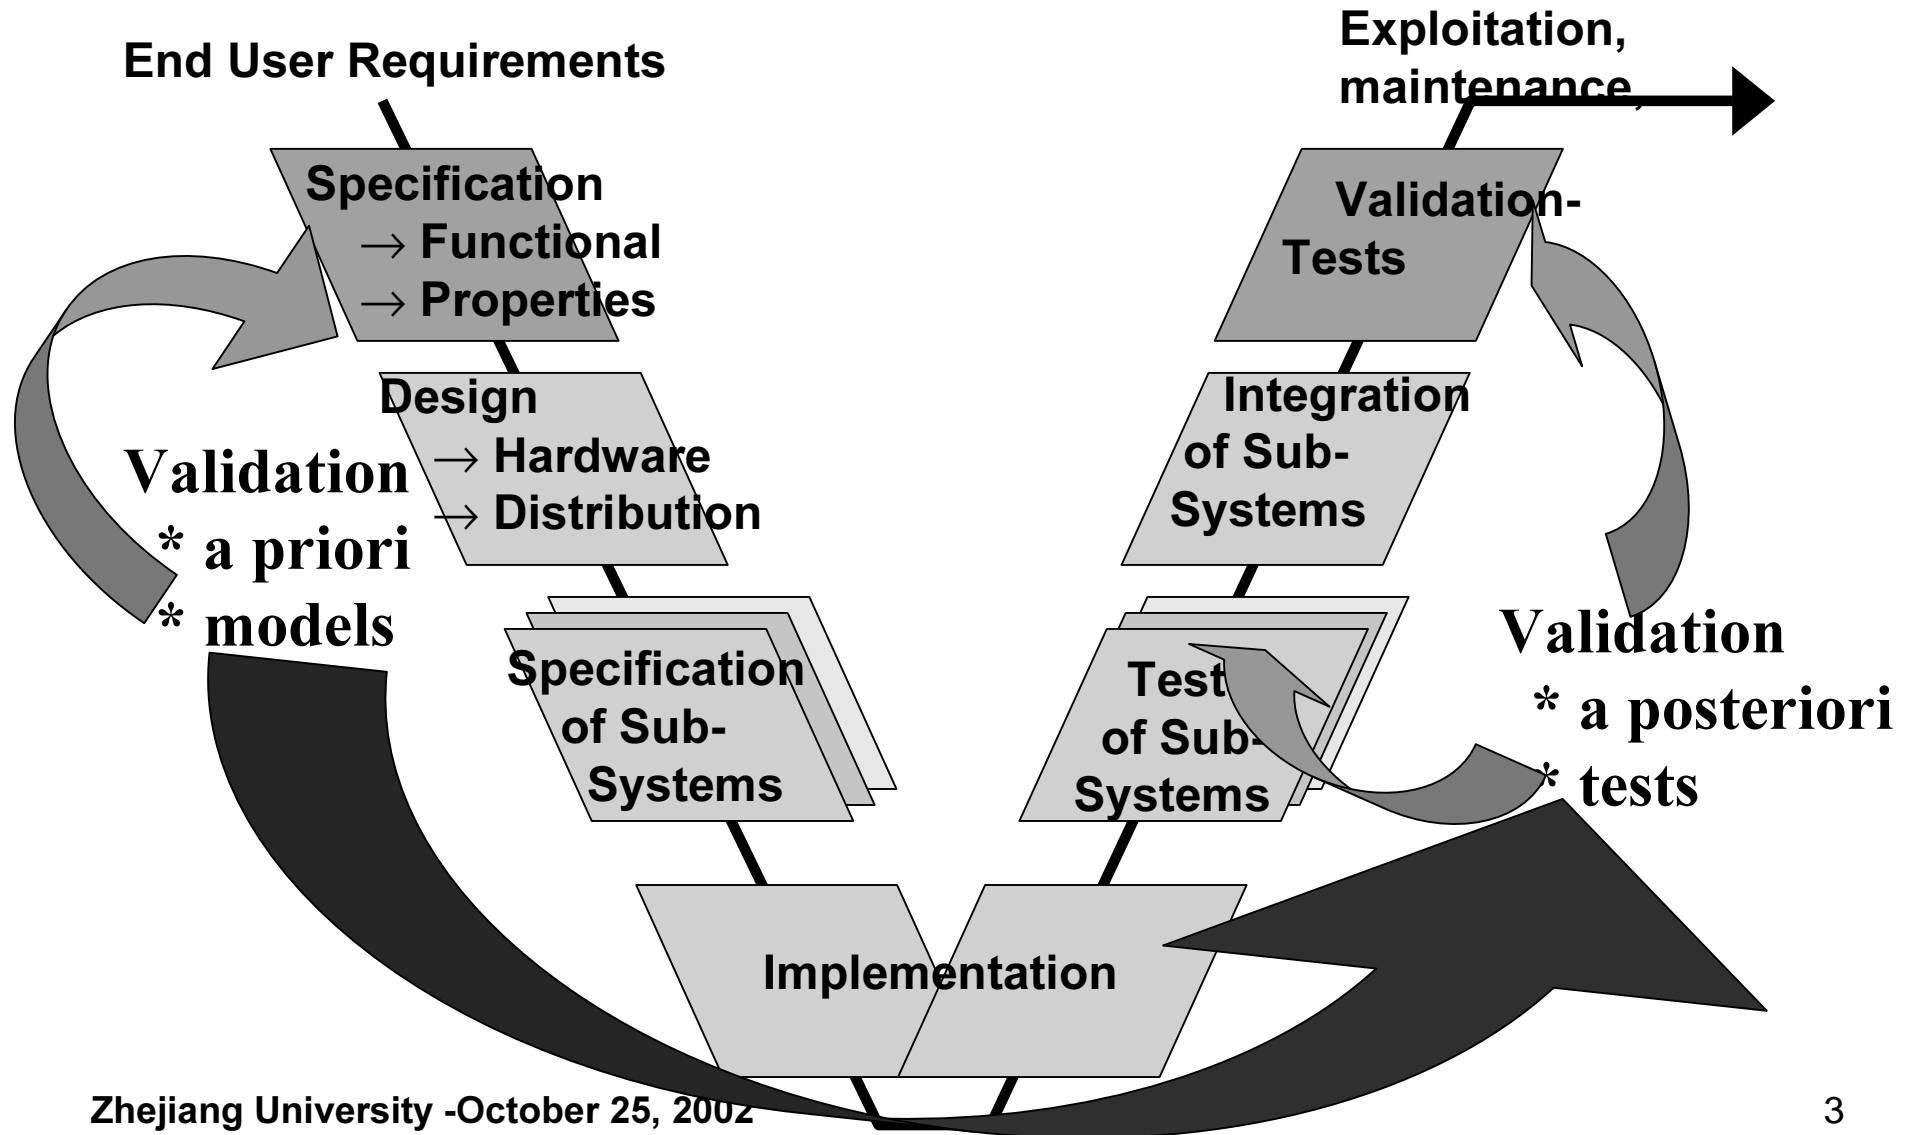 End User Requirements
Specification
→ Functional
→ Properties
Design
→ Hardware
→ Distribution
Validation
* a priori
* models
Specification
of Sub-
Systems
Implementation
Exploitation,
maintenance,
Validation-
Tests
Integration
of Sub-
Systems
Test
of Sub-
Systems
Validation
* a posteriori
* tests
Zhejiang University -October 25, 2002
3